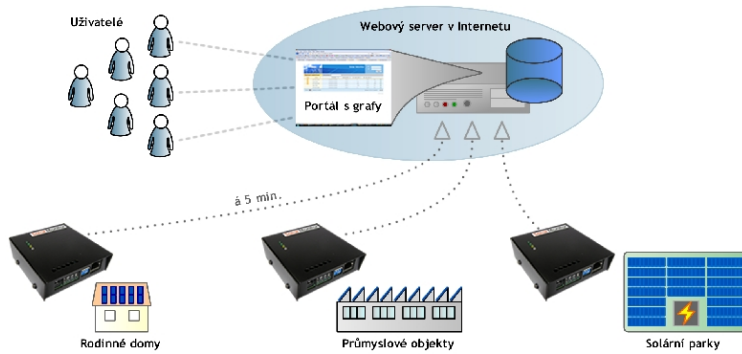 Uživatelé
Webový server v Internetu
Portál s grafy
á 5 min.
Rodinné domy
Průmyslové objekty
Solární parky